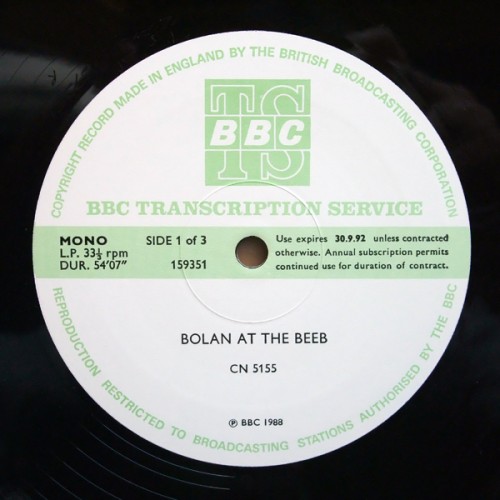 COPYRIGHT RECORD MADE IN ENGLAND BY THE BRITISH BROADCASTING CORPORATION
TS
BBC
BBC TRANSCRIPTION SERVICE
MONO
L.P. 33⅓ rpm
DUR. 54'07"
SIDE 1 of 3
159351
Use expires 30.9.92 unless contracted
otherwise. Annual subscription permits
continued use for duration of contract.
BOLAN AT THE BEEB
CN 5155
℗ BBC 1988
REPRODUCTION RESTRICTED TO BROADCASTING STATIONS AUTHORISED BY THE BBC